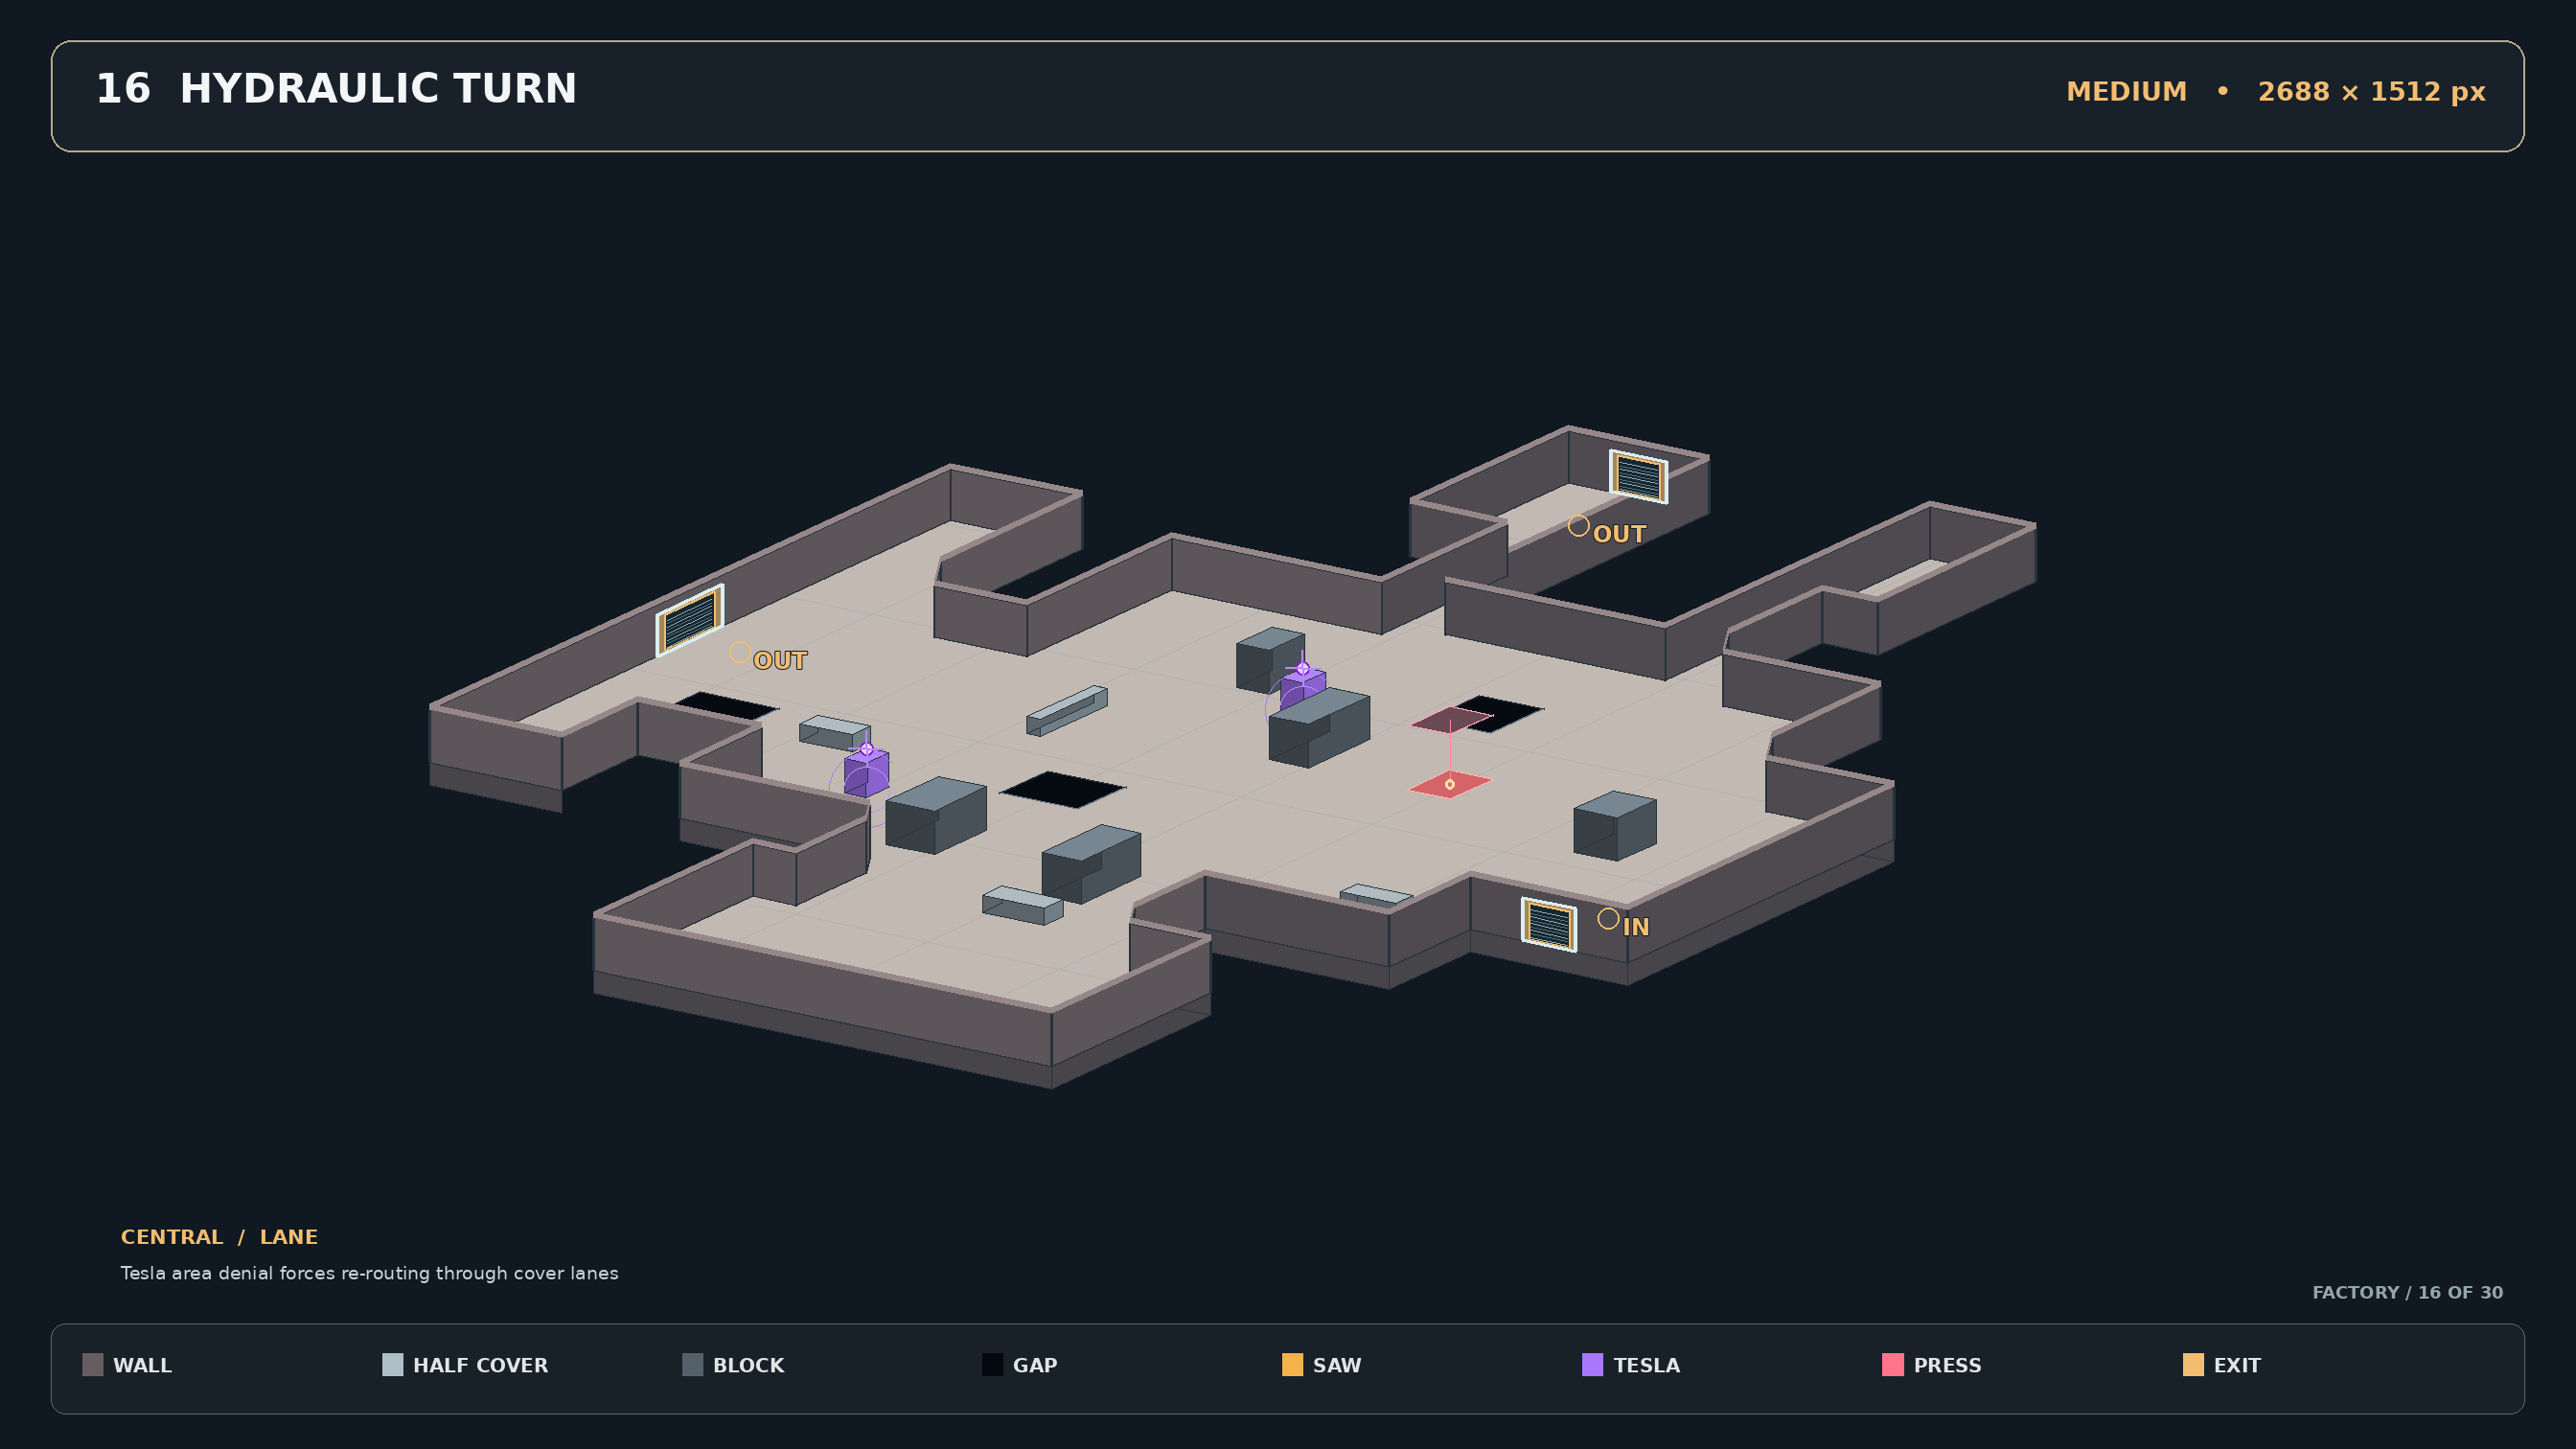 16 HYDRAULIC TURN
MEDIUM • 2688 × 1512 px
OUT
OUT
IN
CENTRAL / LANE
Tesla area denial forces re-routing through cover lanes
FACTORY / 16 OF 30
WALL
HALF COVER
BLOCK
GAP
SAW
TESLA
PRESS
EXIT